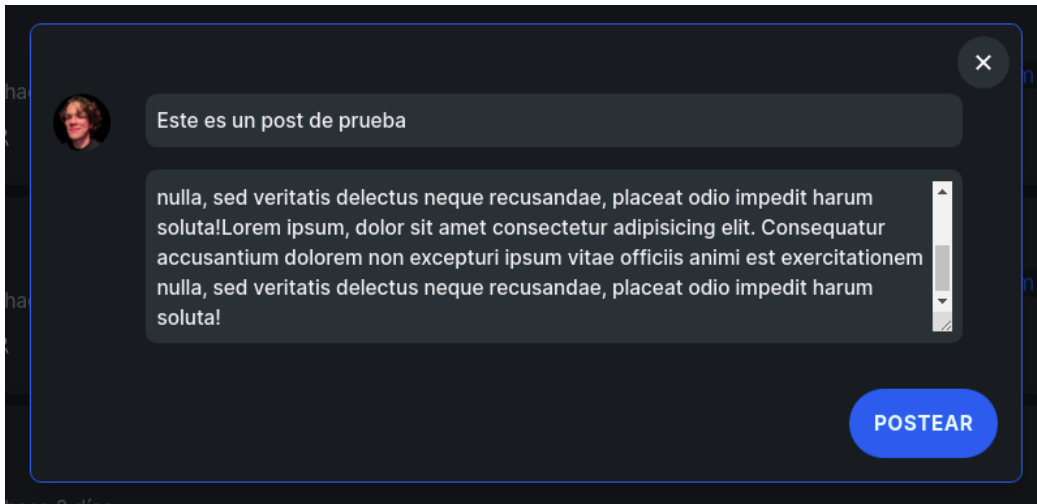 Este es un post de prueba
nulla, sed veritatis delectus neque recusandae, placeat odio impedit harum
soluta!Lorem ipsum, dolor sit amet consectetur adipisicing elit. Consequatur
accusantium dolorem non excepturi ipsum vitae officiis animi est exercitationem
nulla, sed veritatis delectus neque recusandae, placeat odio impedit harum
soluta!
POSTEAR